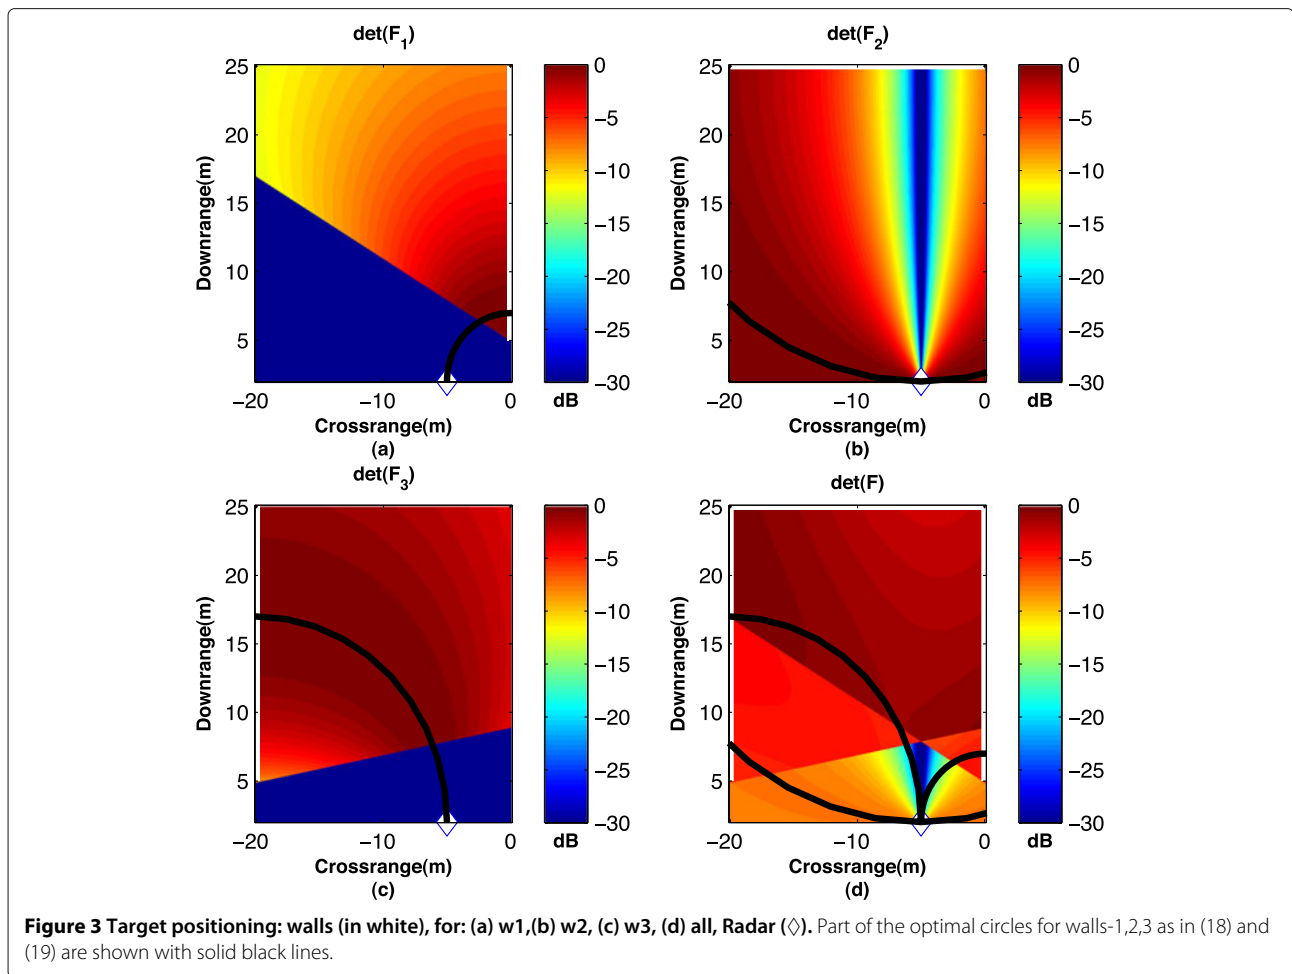 det(F1)
25
20
15
10
5
Downrange(m)
−20
−10
0
Crossrange(m)
(a)
0
−5
−10
−15
−20
−25
−30
dB
det(F2)
25
20
15
10
5
Downrange(m)
−20
−10
0
Crossrange(m)
(b)
0
−5
−10
−15
−20
−25
−30
dB
det(F3)
25
20
15
10
5
Downrange(m)
−20
−10
0
Crossrange(m)
(c)
0
−5
−10
−15
−20
−25
−30
dB
det(F)
25
20
15
10
5
Downrange(m)
−20
−10
0
Crossrange(m)
(d)
0
−5
−10
−15
−20
−25
−30
dB
Figure 3 Target positioning: walls (in white), for: (a) w1,(b) w2, (c) w3, (d) all, Radar (◊). Part of the optimal circles for walls-1,2,3 as in (18) and
(19) are shown with solid black lines.